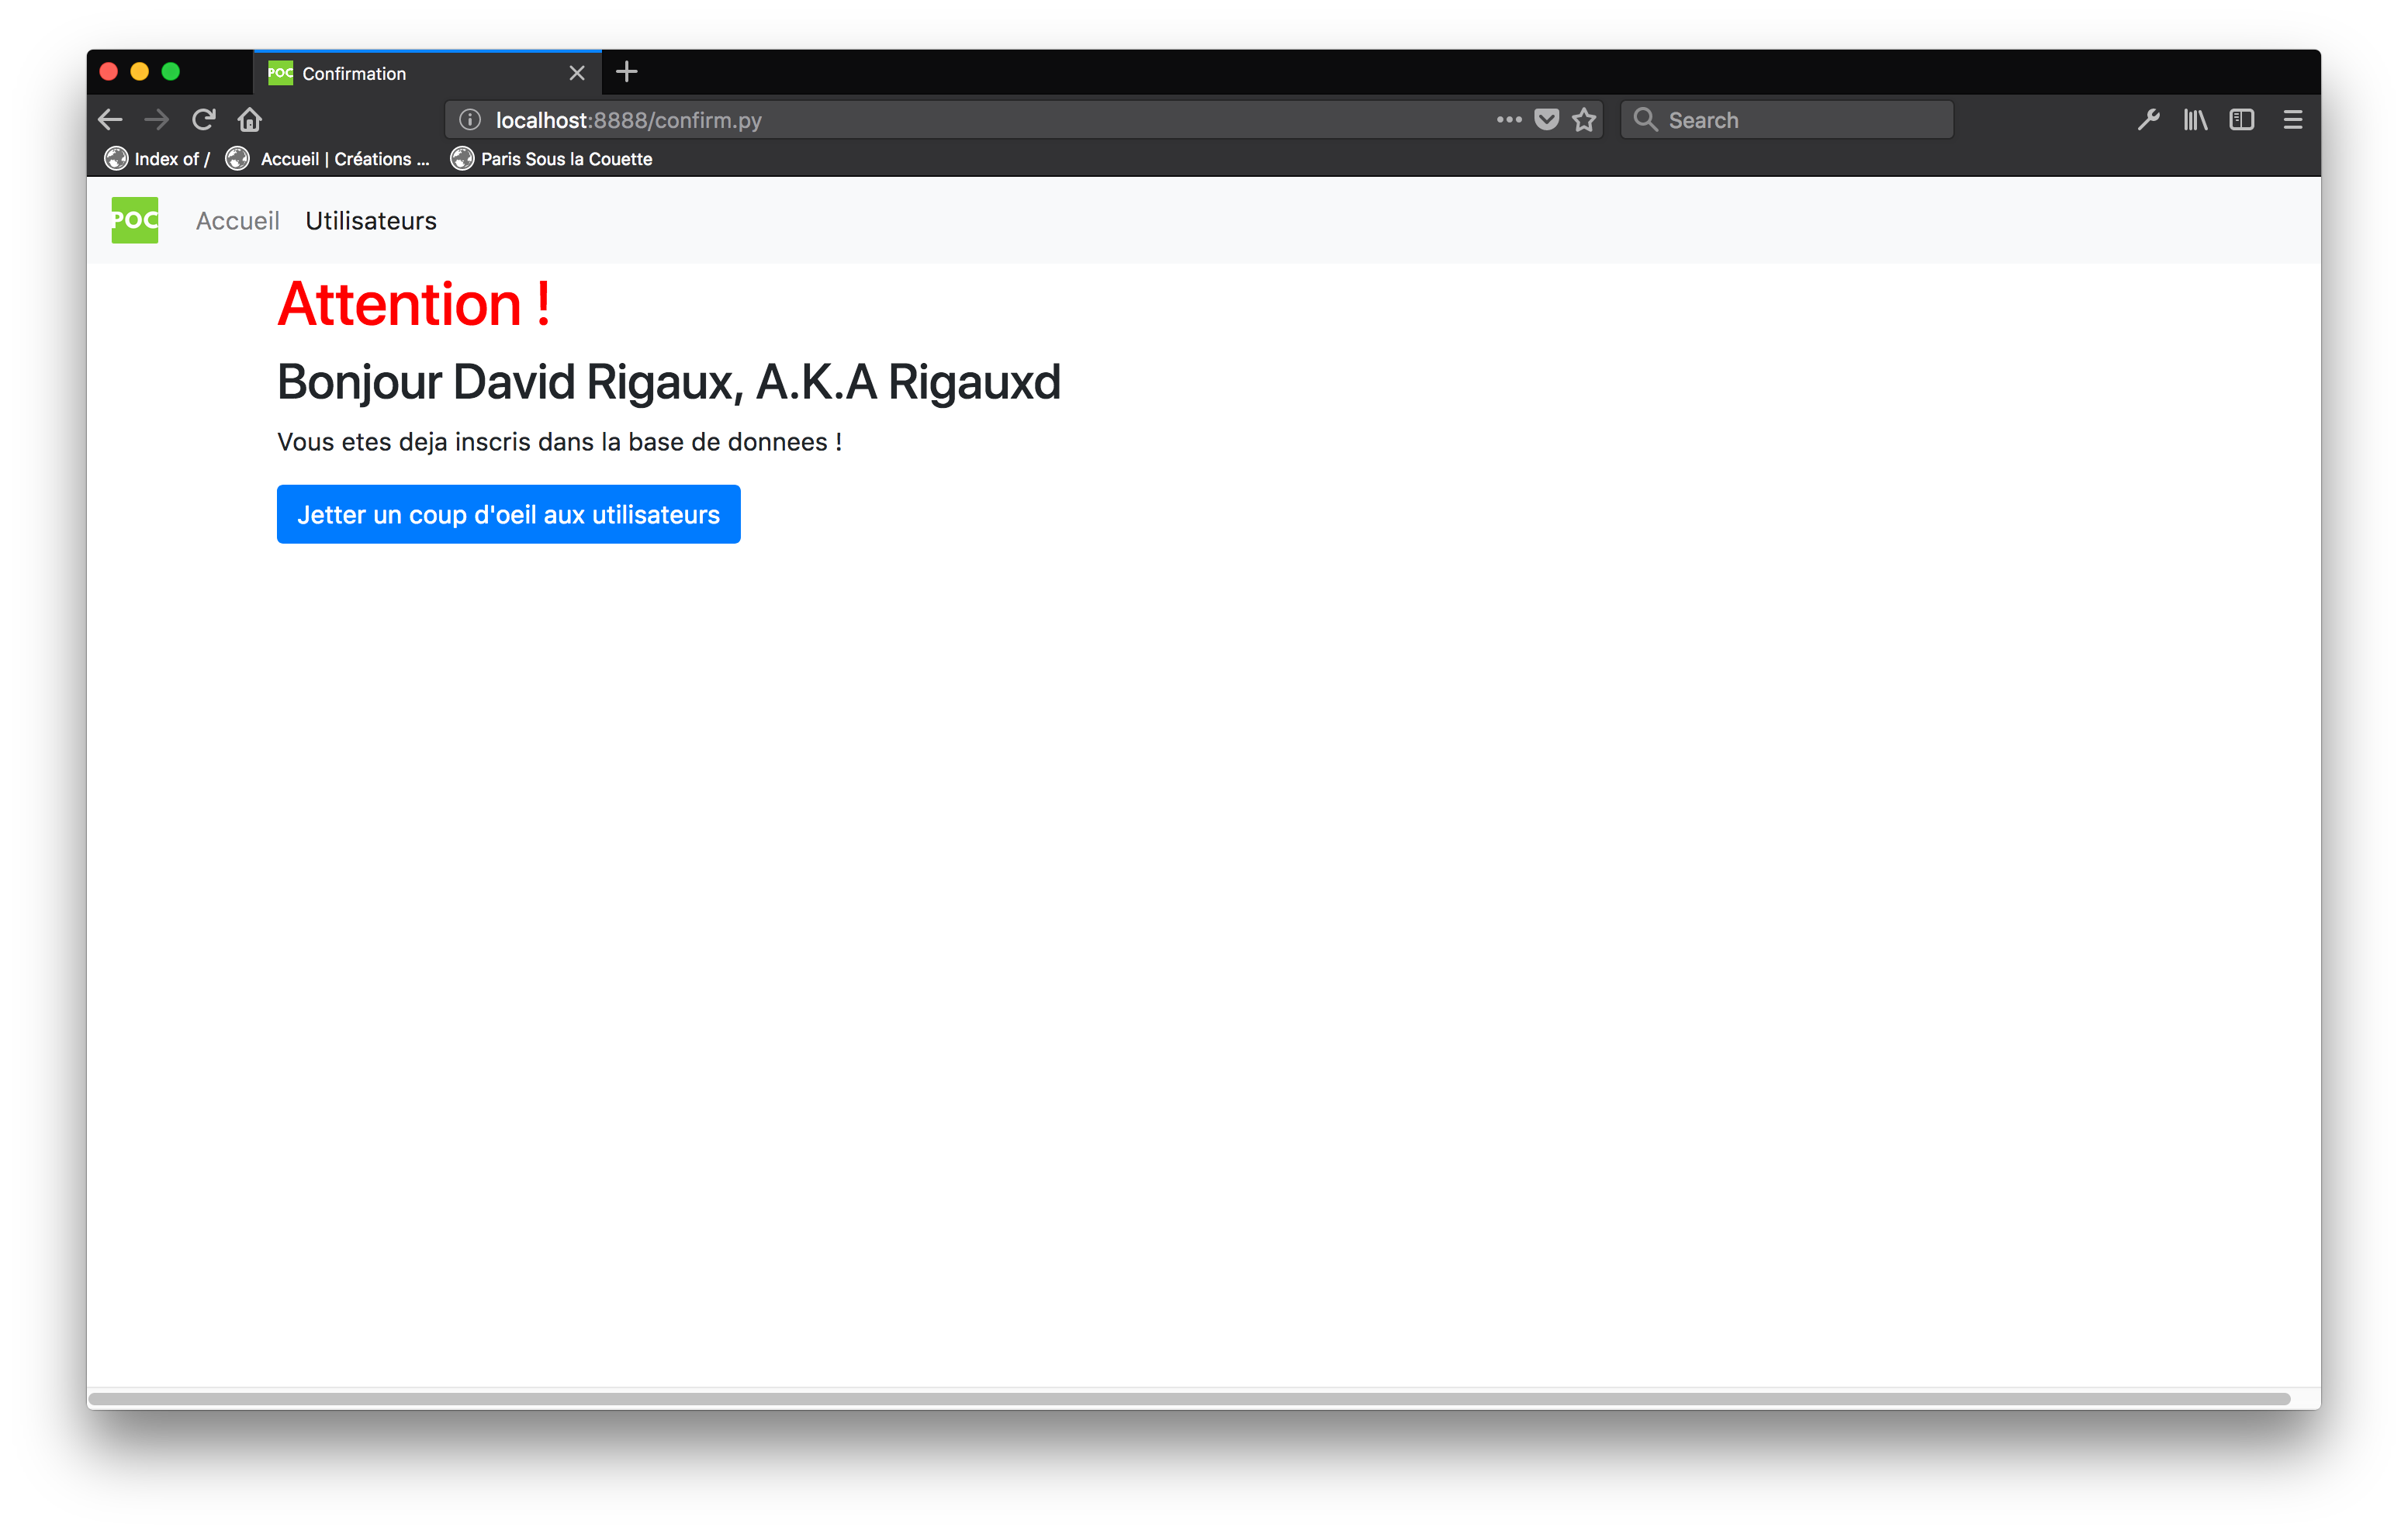 POC Confirmation
localhost:8888/confirm.py
Search
Index of / Accueil | Créations ... Paris Sous la Couette
POC Accueil Utilisateurs
Attention !
Bonjour David Rigaux, A.K.A Rigauxd
Vous etes deja inscris dans la base de donnees !
Jetter un coup d'oeil aux utilisateurs